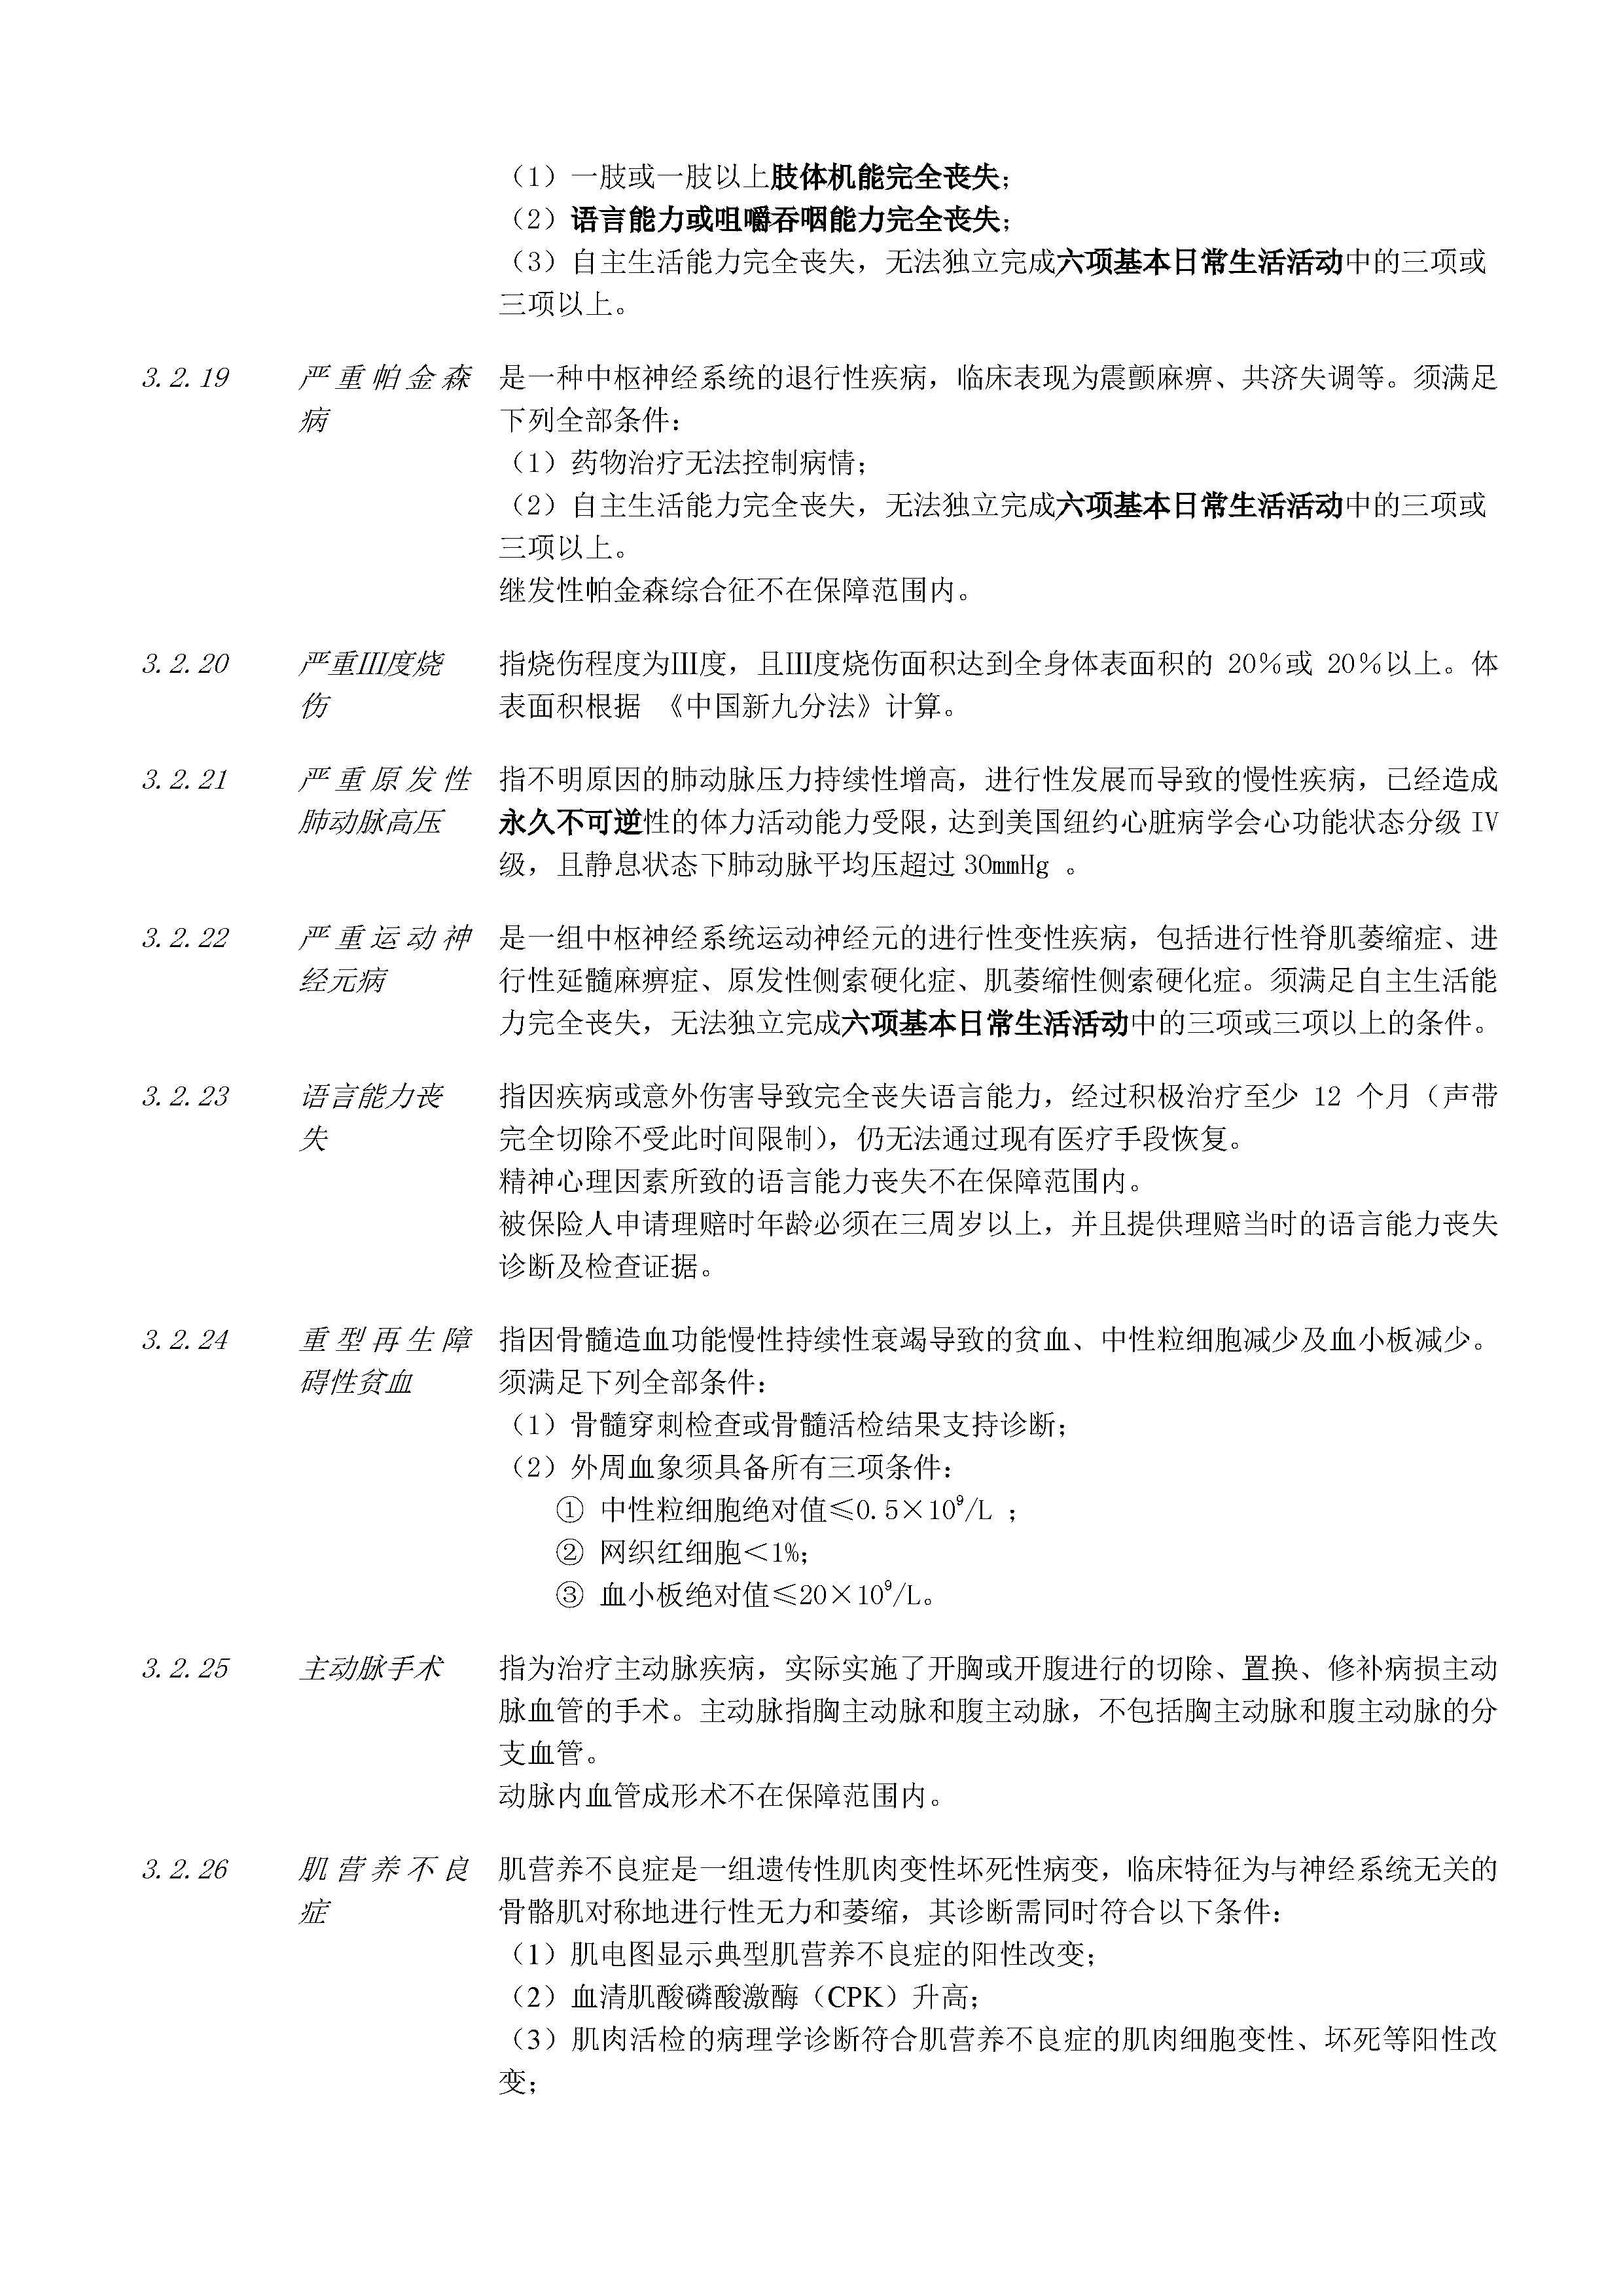 （1）一肢或一肢以上肢体机能完全丧失；
（2）语言能力或咀嚼吞咽能力完全丧失；
（3）自主生活能力完全丧失，无法独立完成六项基本日常生活活动中的三项或
三项以上。
3.2.19 严重帕金森 是一种中枢神经系统的退行性疾病，临床表现为震颤麻痹、共济失调等。须满足
病 下列全部条件：
（1）药物治疗无法控制病情；
（2）自主生活能力完全丧失，无法独立完成六项基本日常生活活动中的三项或
三项以上。
继发性帕金森综合征不在保障范围内。
3.2.20 严重Ⅲ度烧 指烧伤程度为Ⅲ度，且Ⅲ度烧伤面积达到全身体表面积的 20％或 20％以上。体
伤 表面积根据 《中国新九分法》计算。
3.2.21 严重原发性 指不明原因的肺动脉压力持续性增高，进行性发展而导致的慢性疾病，已经造成
肺动脉高压 永久不可逆性的体力活动能力受限，达到美国纽约心脏病学会心功能状态分级 IV
级，且静息状态下肺动脉平均压超过 30mmHg 。
3.2.22 严重运动神 是一组中枢神经系统运动神经元的进行性变性疾病，包括进行性脊肌萎缩症、进
经元病 行性延髓麻痹症、原发性侧索硬化症、肌萎缩性侧索硬化症。须满足自主生活能
力完全丧失，无法独立完成六项基本日常生活活动中的三项或三项以上的条件。
3.2.23 语言能力丧 指因疾病或意外伤害导致完全丧失语言能力，经过积极治疗至少 12 个月（声带
失 完全切除不受此时间限制），仍无法通过现有医疗手段恢复。
精神心理因素所致的语言能力丧失不在保障范围内。
被保险人申请理赔时年龄必须在三周岁以上，并且提供理赔当时的语言能力丧失
诊断及检查证据。
3.2.24 重型再生障 指因骨髓造血功能慢性持续性衰竭导致的贫血、中性粒细胞减少及血小板减少。
碍性贫血 须满足下列全部条件：
（1）骨髓穿刺检查或骨髓活检结果支持诊断；
（2）外周血象须具备所有三项条件：
① 中性粒细胞绝对值≤0.5×10⁹/L ；
② 网织红细胞＜1%；
③ 血小板绝对值≤20×10⁹/L。
3.2.25 主动脉手术 指为治疗主动脉疾病，实际实施了开胸或开腹进行的切除、置换、修补病损主动
脉血管的手术。主动脉指胸主动脉和腹主动脉，不包括胸主动脉和腹主动脉的分
支血管。
动脉内血管成形术不在保障范围内。
3.2.26 肌营养不良 肌营养不良症是一组遗传性肌肉变性坏死性病变，临床特征为与神经系统无关的
症 骨骼肌对称地进行性无力和萎缩，其诊断需同时符合以下条件：
（1）肌电图显示典型肌营养不良症的阳性改变；
（2）血清肌酸磷酸激酶（CPK）升高；
（3）肌肉活检的病理学诊断符合肌营养不良症的肌肉细胞变性、坏死等阳性改
变；